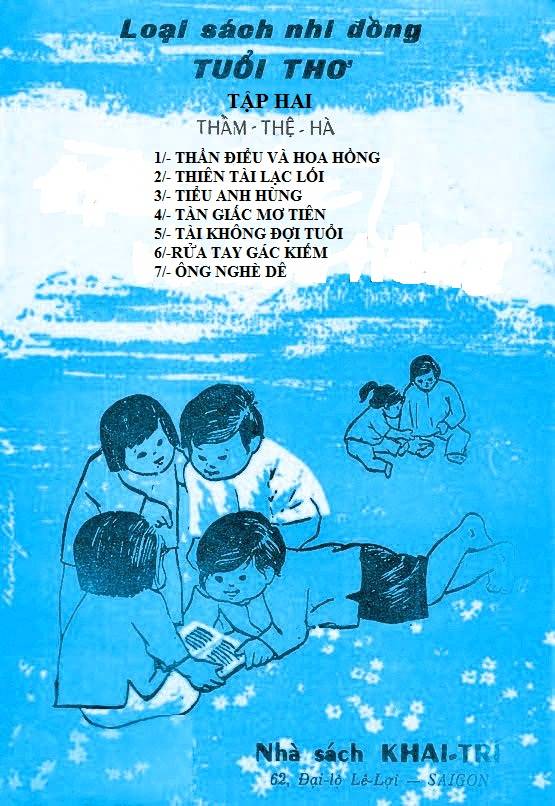 Loại sách nhi đồng
TUỔI THƠ
TẬP HAI
THẦM - THỆ - HÀ
1/- THẦN ĐIỂU VÀ HOA HỒNG
2/- THIÊN TÀI LẠC LỐI
3/- TIỂU ANH HÙNG
4/- TÀN GIẤC MƠ TIÊN
5/- TÀI KHÔNG ĐỢI TUỔI
6/-RỬA TAY GÁC KIẾM
7/- ÔNG NGHÈ DÊ
Nhà sách KHAI-TRÍ
62, Đại-lộ Lê-Lợi — SAIGON